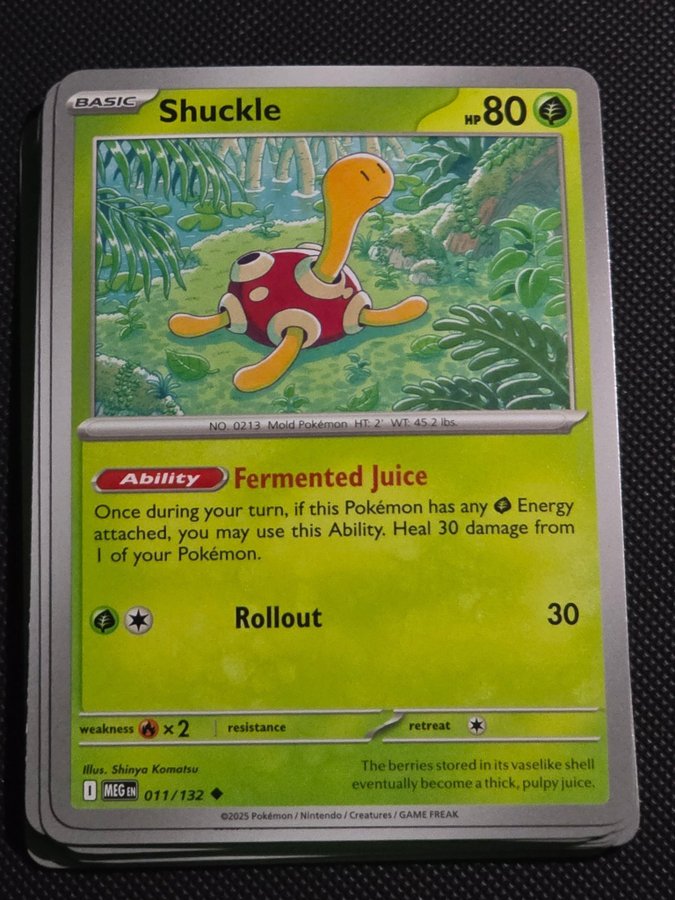 BASIC Shuckle HP 80
NO. 0213 Mold Pokémon HT: 2' WT: 45.2 lbs.
Ability Fermented Juice
Once during your turn, if this Pokémon has any Energy
attached, you may use this Ability. Heal 30 damage from
1 of your Pokémon.
Rollout 30
weakness ×2 resistance retreat
Illus. Shinya Komatsu
The berries stored in its vaselike shell
eventually become a thick, pulpy juice.
I MEG EN 011/132
©2025 Pokémon / Nintendo / Creatures / GAME FREAK